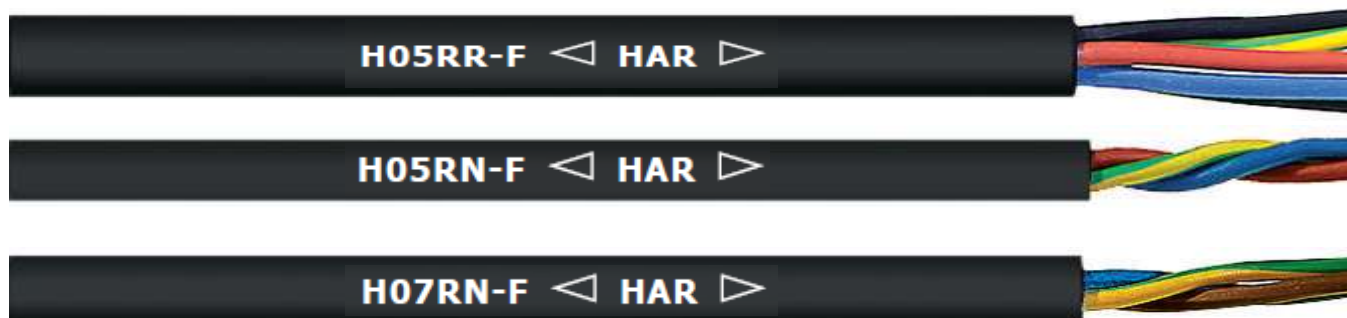 H05RR-F ◁ HAR ▷
H05RN-F ◁ HAR ▷
H07RN-F ◁ HAR ▷